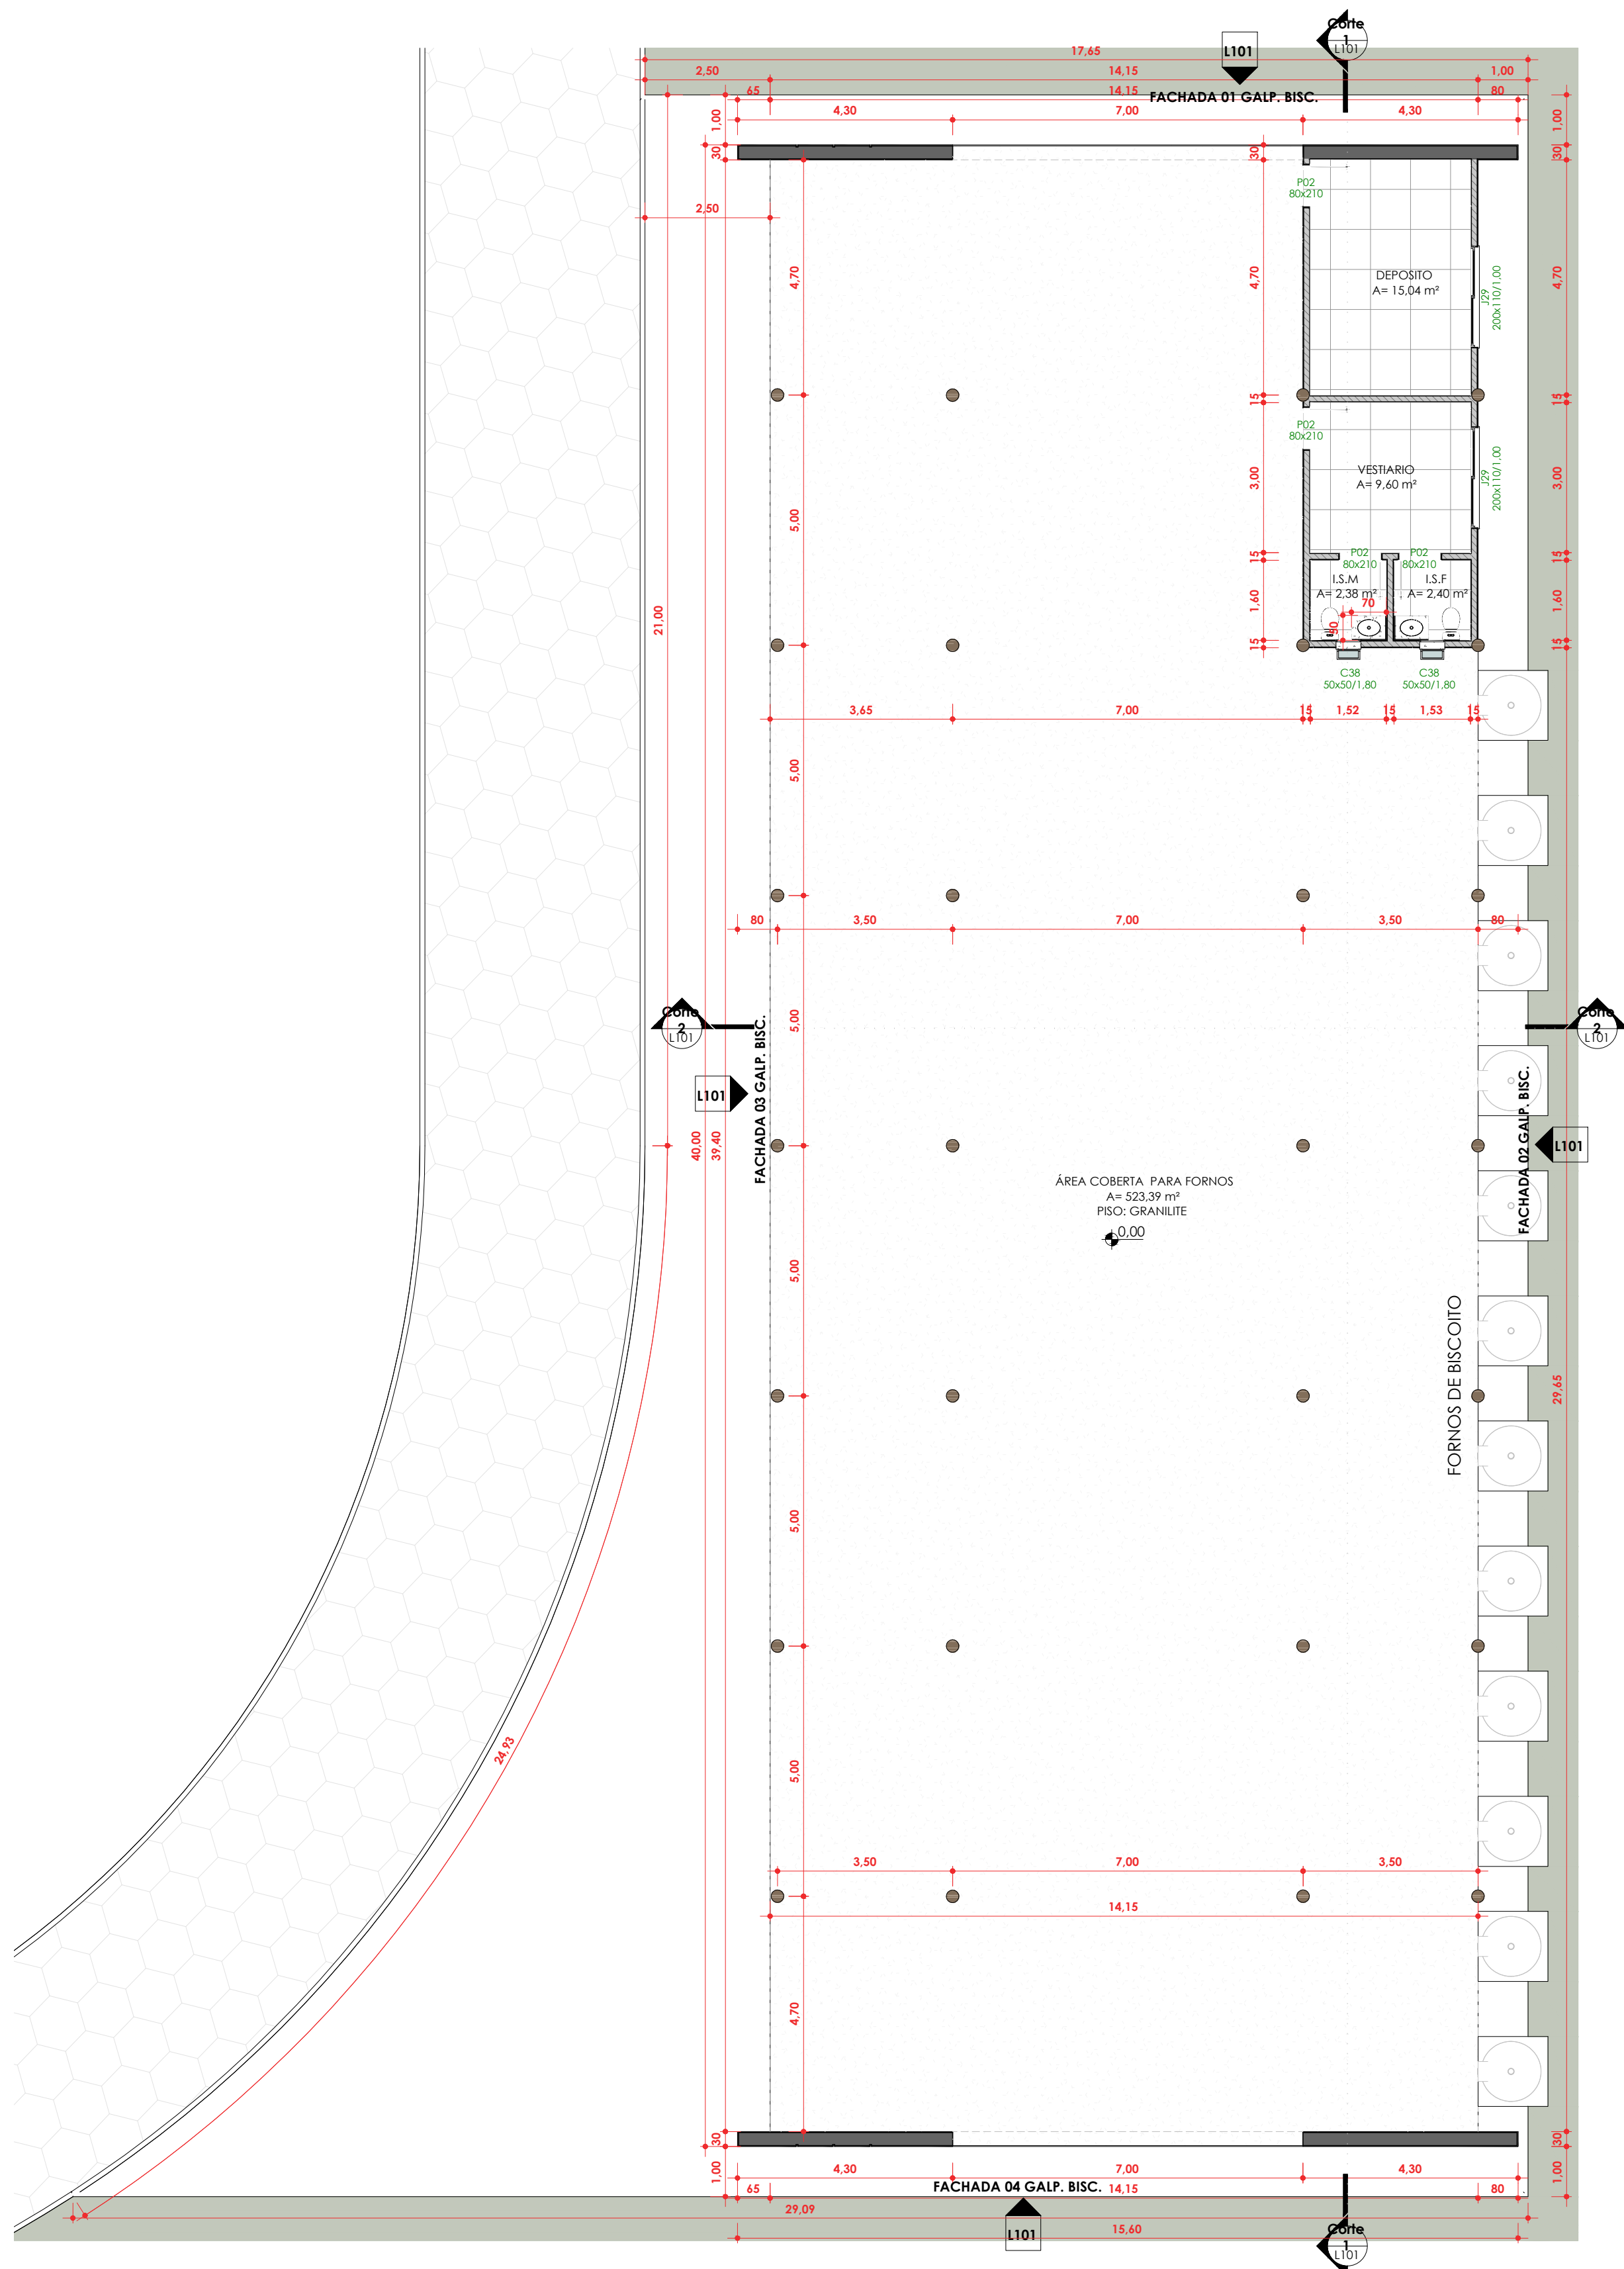 Corte
1
L101
L101
17,65
2,50
14,15
1,00
65
14,15
FACHADA 01 GALP. BISC.
80
4,30
7,00
4,30
1,00
1,00
30
30
30
P02
80x210
2,50
4,70
4,70
4,70
DEPOSITO
A= 15,04 m²
J29
200x110/1,00
15
15
P02
80x210
5,00
3,00
3,00
VESTIARIO
A= 9,60 m²
J29
200x110/1,00
15
15
P02
80x210
P02
80x210
I.S.M
A= 2,38 m²
I.S.F
A= 2,40 m²
70
1,60
1,60
21,00
15
15
C38
50x50/1,80
C38
50x50/1,80
3,65
7,00
15
1,52
15
1,53
15
5,00
80
3,50
7,00
3,50
80
Corte
2
L101
5,00
Corte
2
L101
L101
FACHADA 03 GALP. BISC.
FACHADA 02 GALP. BISC.
L101
40,00
39,40
ÁREA COBERTA PARA FORNOS
A= 523,39 m²
PISO: GRANILITE
0,00
5,00
FORNOS DE BISCOITO
29,65
5,00
24,93
5,00
3,50
7,00
3,50
14,15
4,70
30
30
1,00
1,00
4,30
7,00
4,30
65
FACHADA 04 GALP. BISC.
14,15
80
29,09
15,60
L101
Corte
1
L101